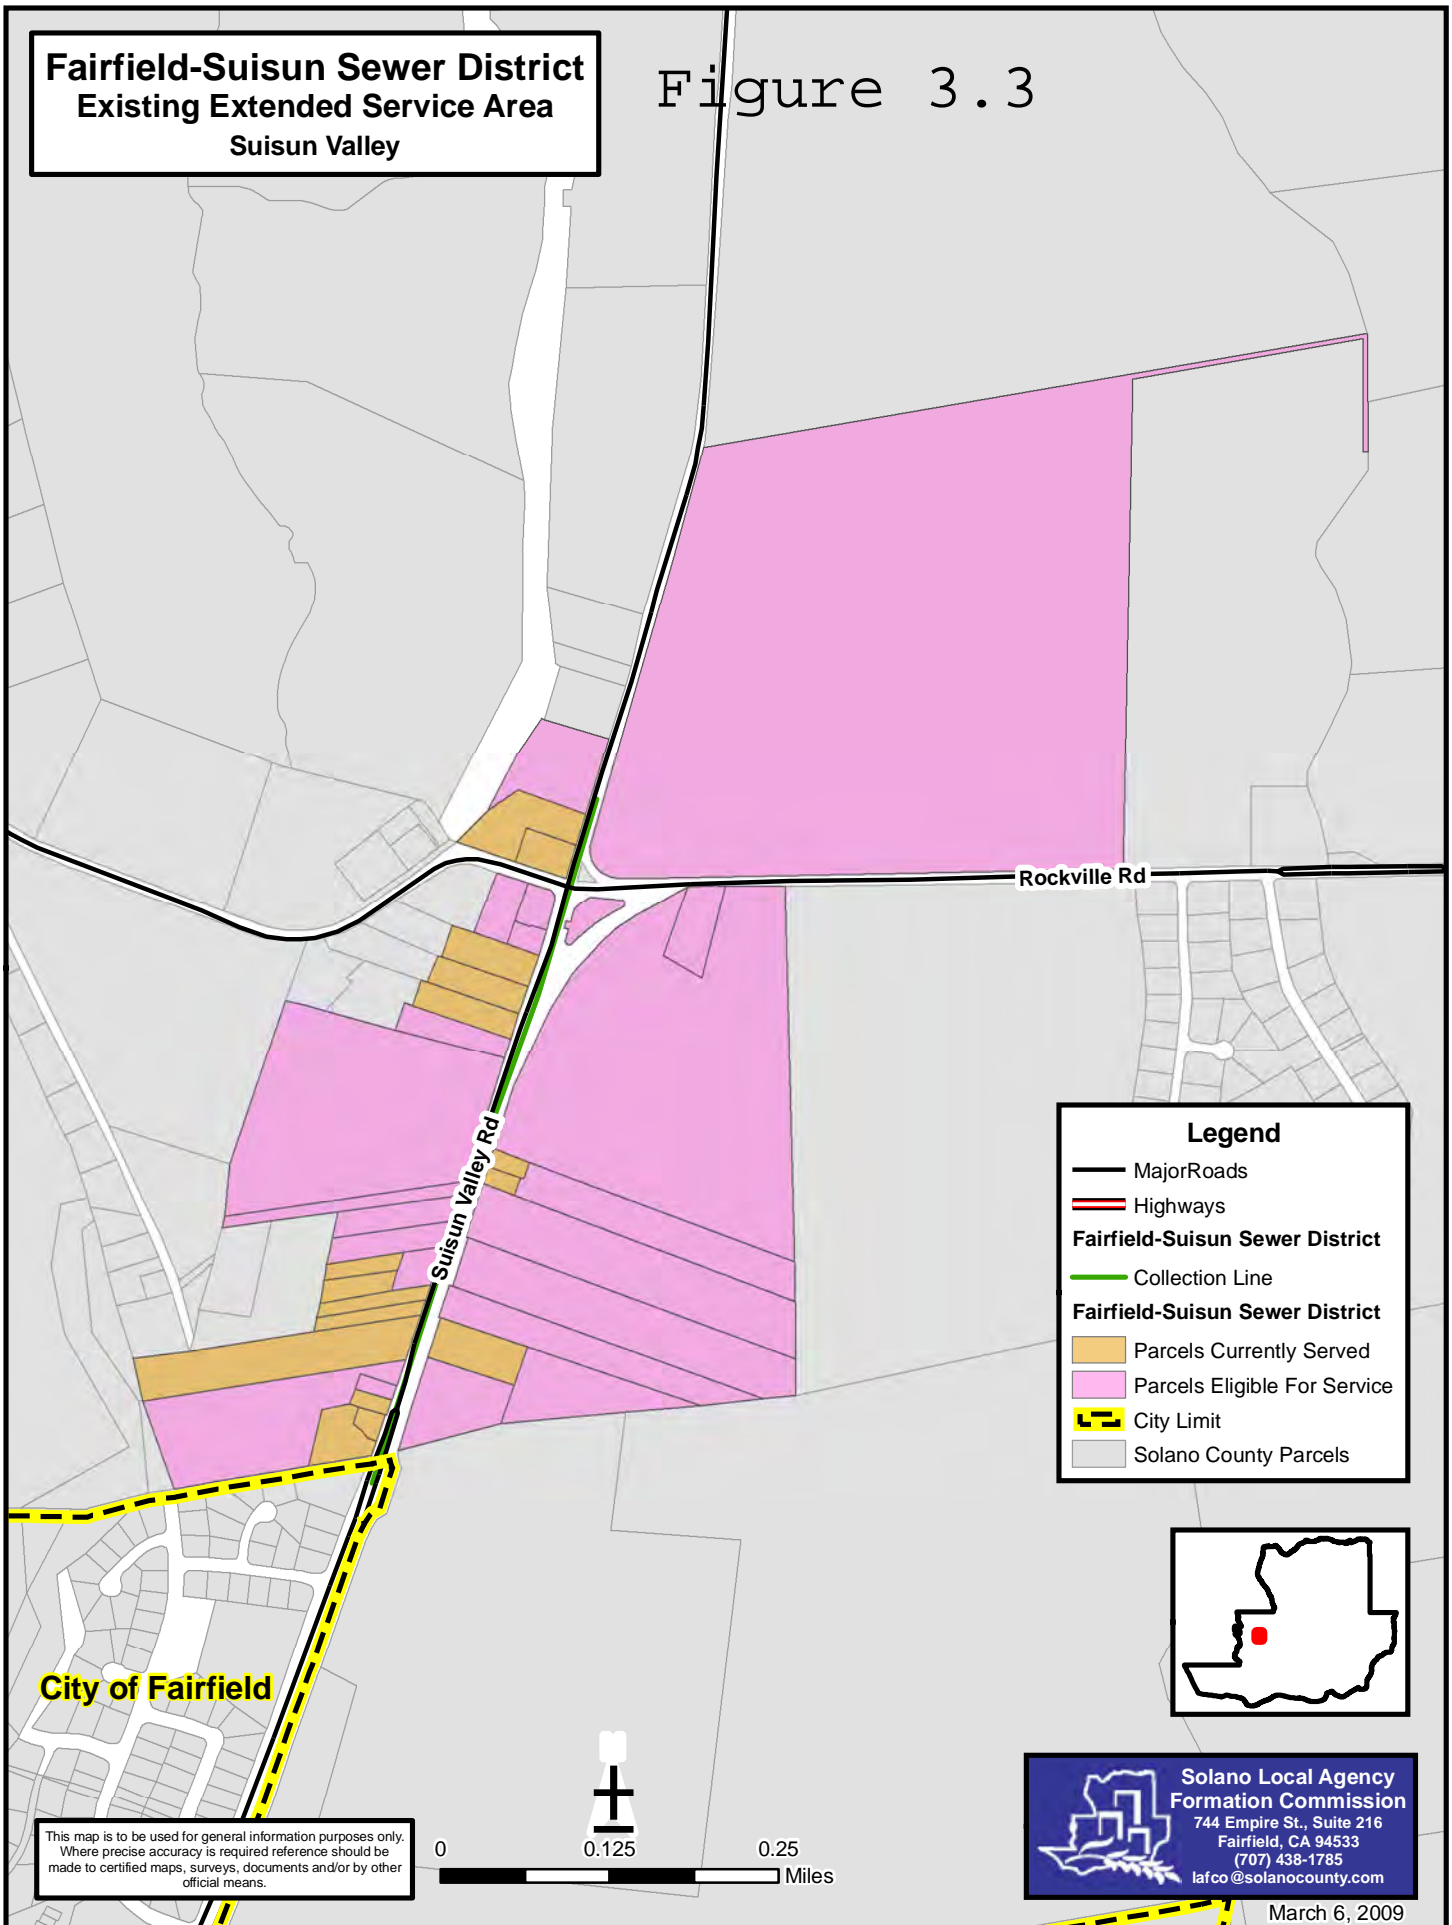 Fairfield-Suisun Sewer District
Existing Extended Service Area
Suisun Valley
Figure 3.3
Rockville Rd
Suisun Valley Rd
Legend
MajorRoads
Highways
Fairfield-Suisun Sewer District
Collection Line
Fairfield-Suisun Sewer District
Parcels Currently Served
Parcels Eligible For Service
City Limit
Solano County Parcels
City of Fairfield
This map is to be used for general information purposes only.
Where precise accuracy is required reference should be
made to certified maps, surveys, documents and/or by other
official means.
0 0.125 0.25
Miles
Solano Local Agency
Formation Commission
744 Empire St., Suite 216
Fairfield, CA 94533
(707) 438-1785
lafco@solanocounty.com
March 6, 2009